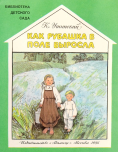 БИБЛИОТЕКА
ДЕТСКОГО
САДА
К. Ушинский
КАК РУБАШКА В
ПОЛЕ ВЫРОСЛА